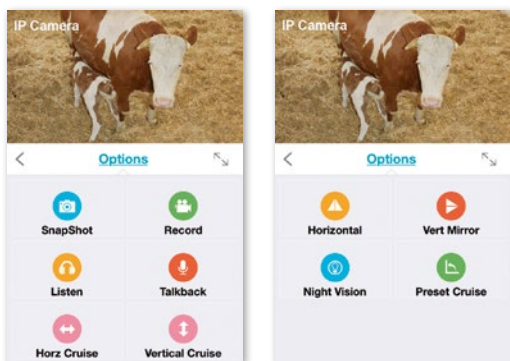 IP Camera
Options
SnapShot Record
Listen Talkback
Horz Cruise Vertical Cruise
IP Camera
Options
Horizontal Vert Mirror
Night Vision Preset Cruise